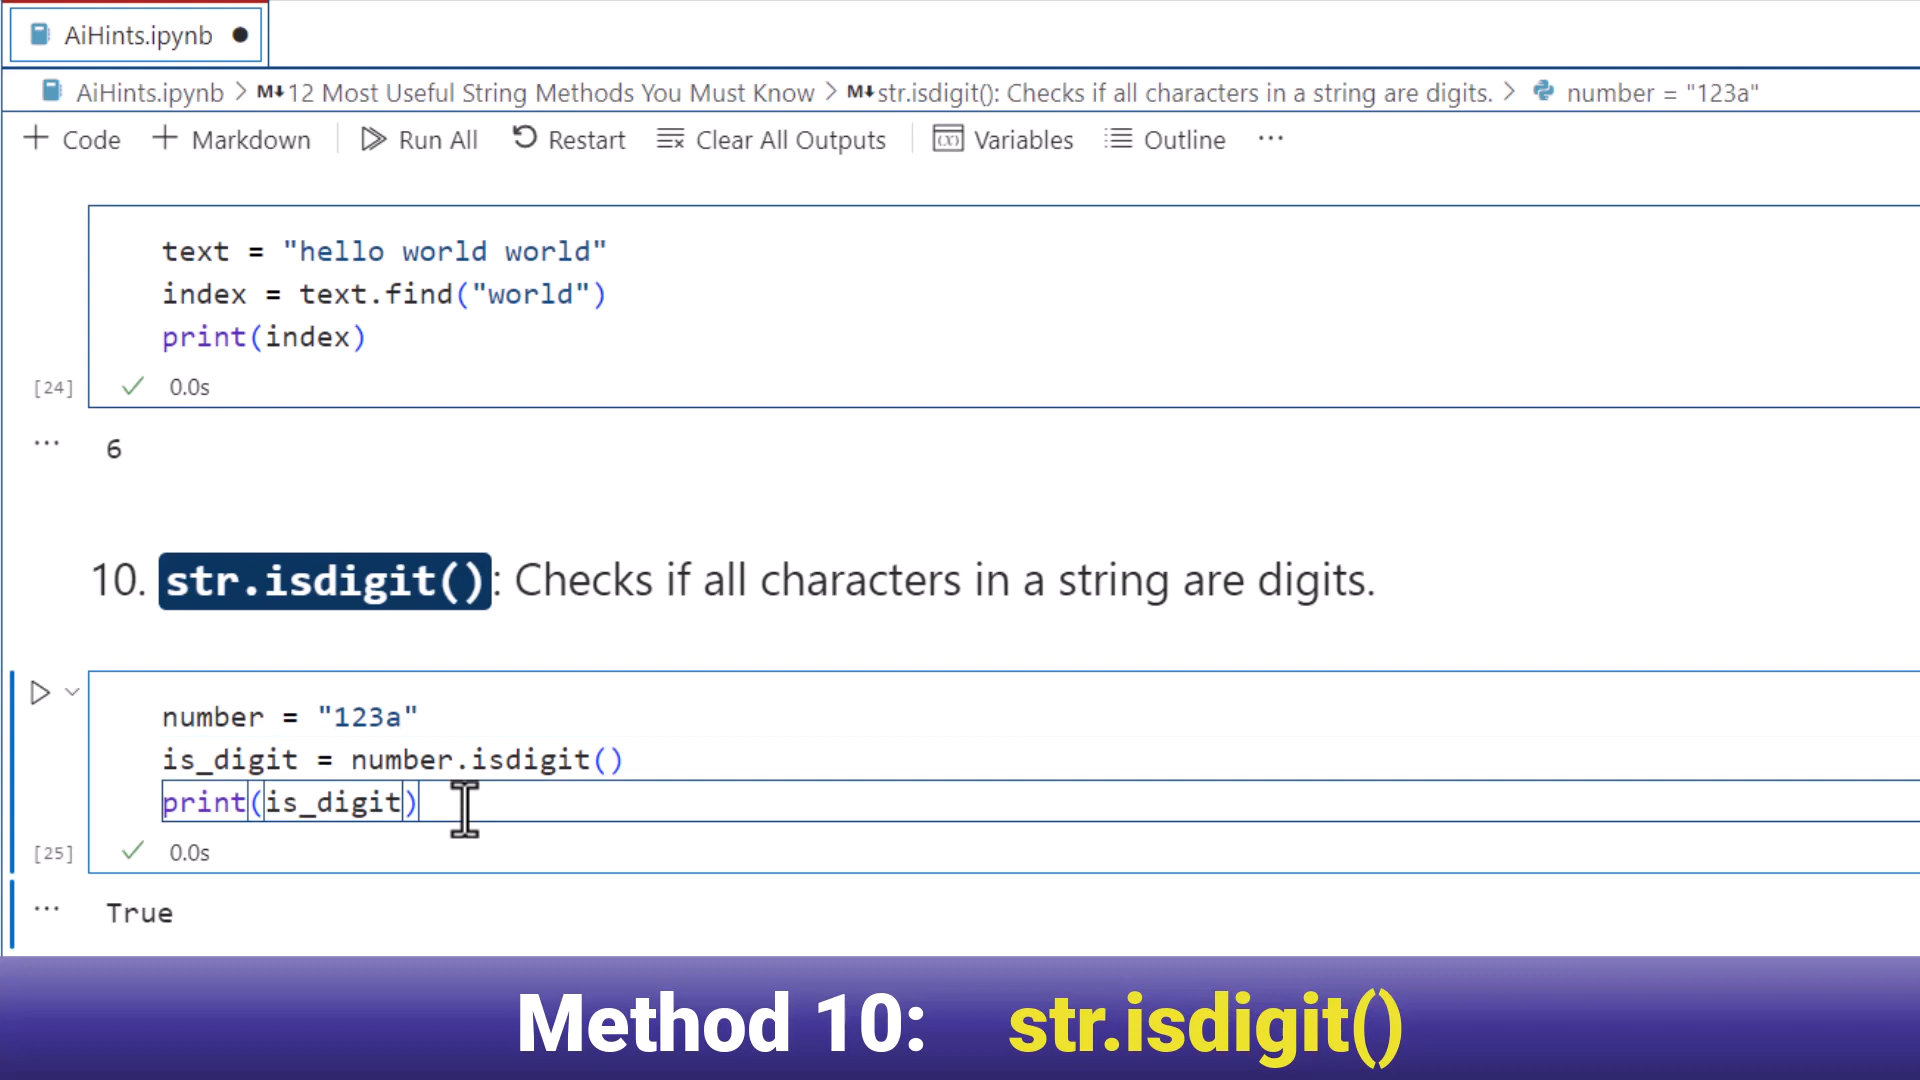 AiHints.ipynb
AiHints.ipynb > M↓12 Most Useful String Methods You Must Know > M↓str.isdigit(): Checks if all characters in a string are digits. > number = "123a"
+ Code + Markdown Run All Restart Clear All Outputs (x) Variables Outline ...
text = "hello world world"
index = text.find("world")
print(index)
[24] ✓ 0.0s
... 6
10. str.isdigit(): Checks if all characters in a string are digits.
number = "123a"
is_digit = number.isdigit()
print(is_digit)
[25] ✓ 0.0s
... True
Method 10: str.isdigit()